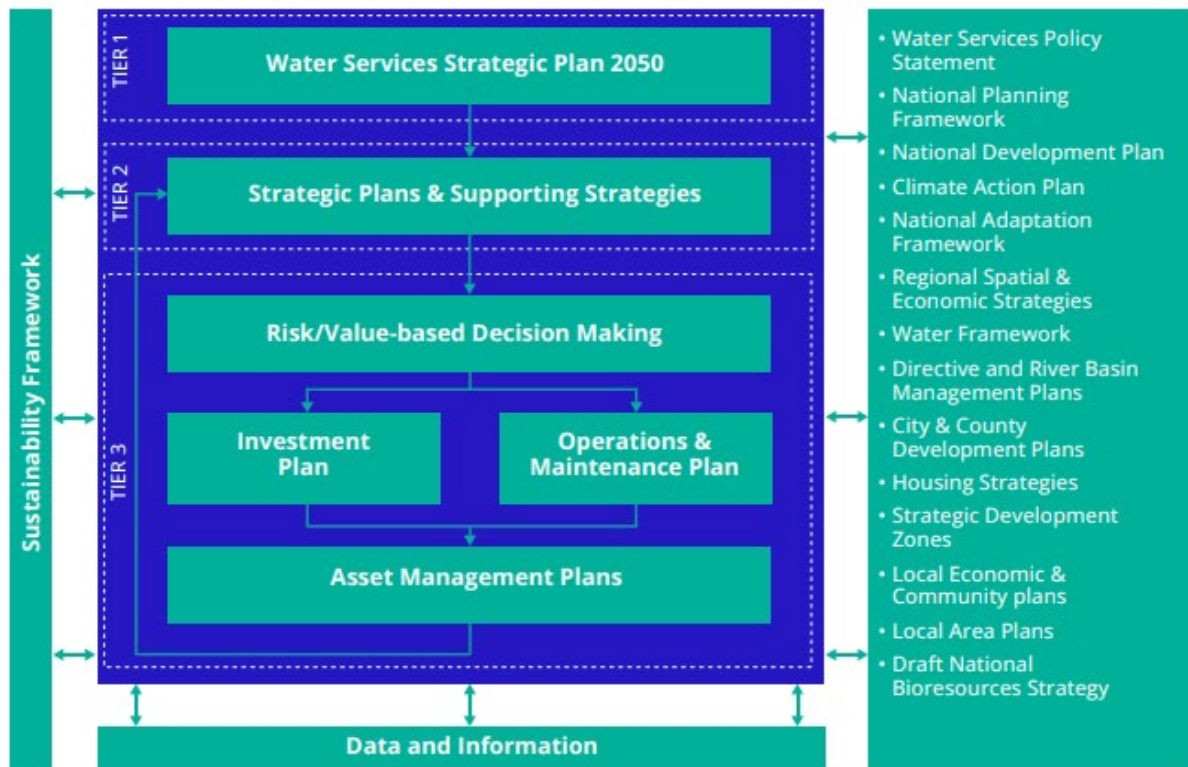 Sustainability Framework
TIER 1
Water Services Strategic Plan 2050
TIER 2
Strategic Plans & Supporting Strategies
TIER 3
Risk/Value-based Decision Making
Investment
Plan
Operations &
Maintenance Plan
Asset Management Plans
Data and Information
• Water Services Policy
Statement
• National Planning
Framework
• National Development Plan
• Climate Action Plan
• National Adaptation
Framework
• Regional Spatial &
Economic Strategies
• Water Framework
• Directive and River Basin
Management Plans
• City & County
Development Plans
• Housing Strategies
• Strategic Development
Zones
• Local Economic &
Community plans
• Local Area Plans
• Draft National
Bioresources Strategy